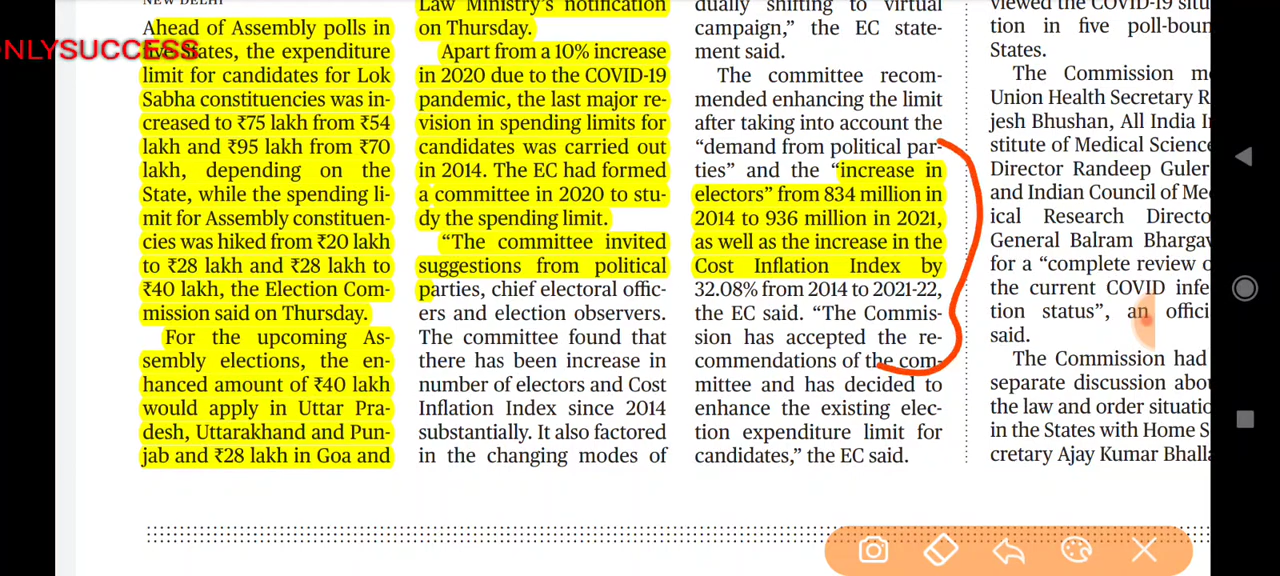 NEW DELHI
Ahead of Assembly polls in
five States, the expenditure
limit for candidates for Lok
Sabha constituencies was in-
creased to ₹75 lakh from ₹54
lakh and ₹95 lakh from ₹70
lakh, depending on the
State, while the spending li-
mit for Assembly constituen-
cies was hiked from ₹20 lakh
to ₹28 lakh and ₹28 lakh to
₹40 lakh, the Election Com-
mission said on Thursday.
For the upcoming As-
sembly elections, the en-
hanced amount of ₹40 lakh
would apply in Uttar Pra-
desh, Uttarakhand and Pun-
jab and ₹28 lakh in Goa and
ONLYSUCCESS
Law Ministry's notification
on Thursday.
Apart from a 10% increase
in 2020 due to the COVID-19
pandemic, the last major re-
vision in spending limits for
candidates was carried out
in 2014. The EC had formed
a committee in 2020 to stu-
dy the spending limit.
"The committee invited
suggestions from political
parties, chief electoral offic-
ers and election observers.
The committee found that
there has been increase in
number of electors and Cost
Inflation Index since 2014
substantially. It also factored
in the changing modes of
dually shifting to virtual
campaign," the EC state-
ment said.
The committee recom-
mended enhancing the limit
after taking into account the
"demand from political par-
ties" and the "increase in
electors" from 834 million in
2014 to 936 million in 2021,
as well as the increase in the
Cost Inflation Index by
32.08% from 2014 to 2021-22,
the EC said. "The Commis-
sion has accepted the re-
commendations of the com-
mittee and has decided to
enhance the existing elec-
tion expenditure limit for
candidates," the EC said.
viewed the COVID-19 situ
tion in five poll-boun
States.
The Commission m
Union Health Secretary R
jesh Bhushan, All India I
stitute of Medical Science
Director Randeep Guler
and Indian Council of Me
ical Research Directo
General Balram Bhargav
for a "complete review o
the current COVID infe
tion status", an offici
said.
The Commission had
separate discussion abou
the law and order situatio
in the States with Home S
cretary Ajay Kumar Bhall